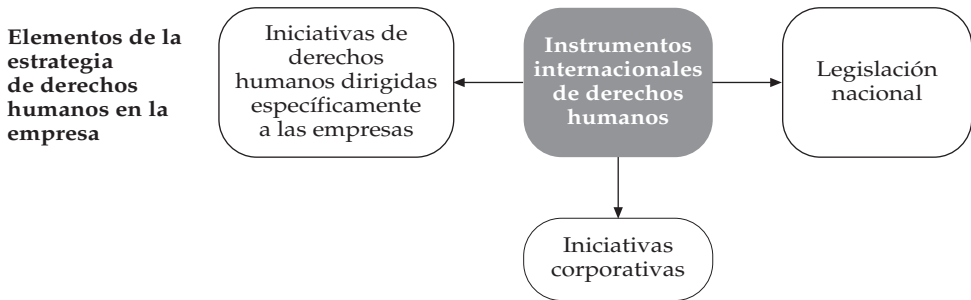 Elementos de la
estrategia
de derechos
humanos en la
empresa
Iniciativas de
derechos
humanos dirigidas
específicamente
a las empresas
Instrumentos
internacionales
de derechos
humanos
Legislación
nacional
Iniciativas
corporativas